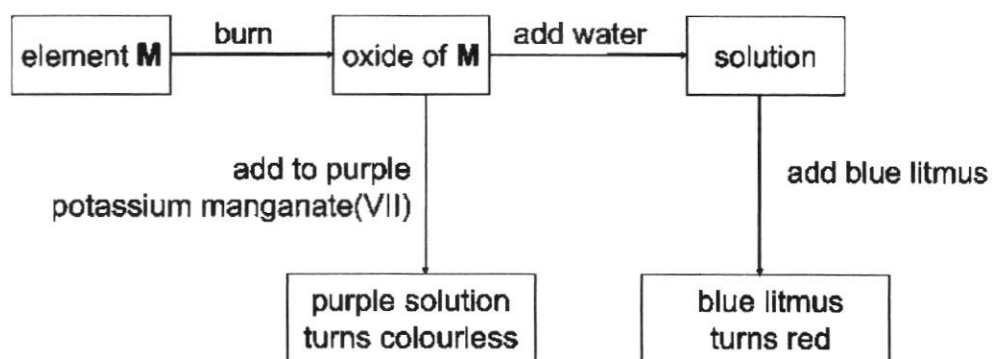 element M
burn
oxide of M
add water
solution
add to purple
potassium manganate(VII)
add blue litmus
purple solution
turns colourless
blue litmus
turns red